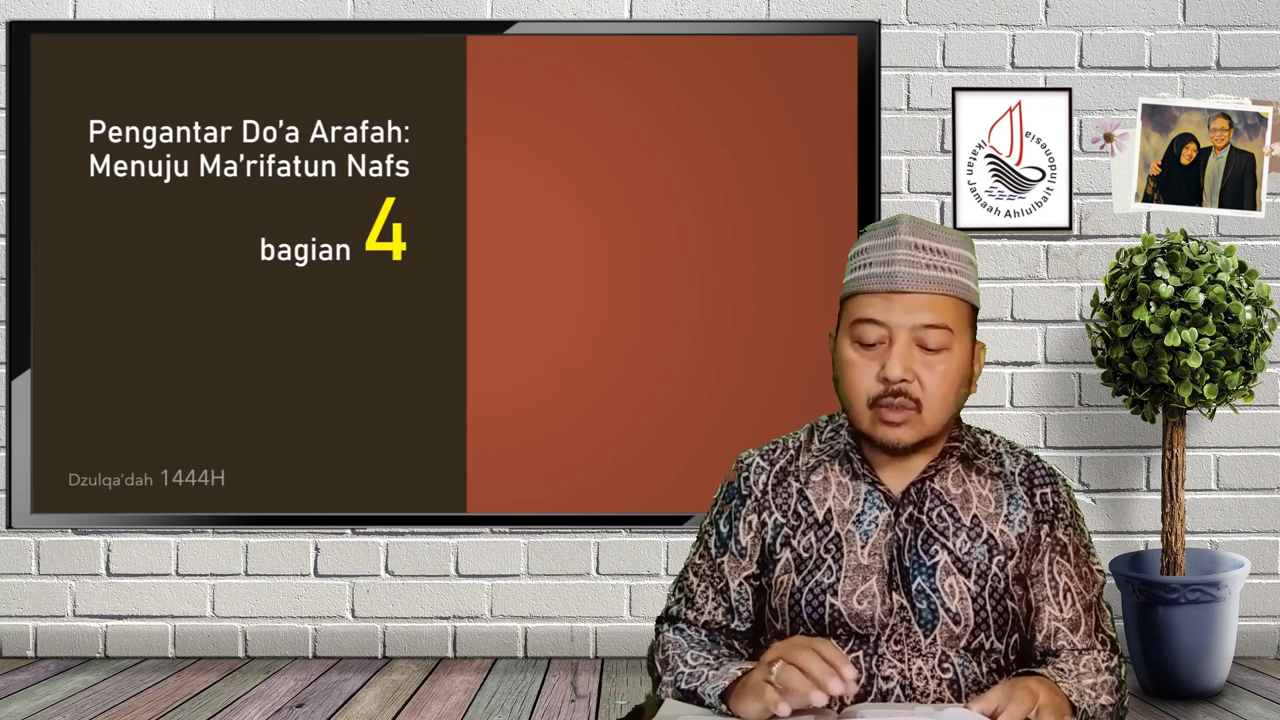 Pengantar Do'a Arafah:
Menuju Ma'rifatun Nafs
bagian 4
Dzulqa'dah 1444H
Ikatan Jamaah Ahlulbait Indonesia